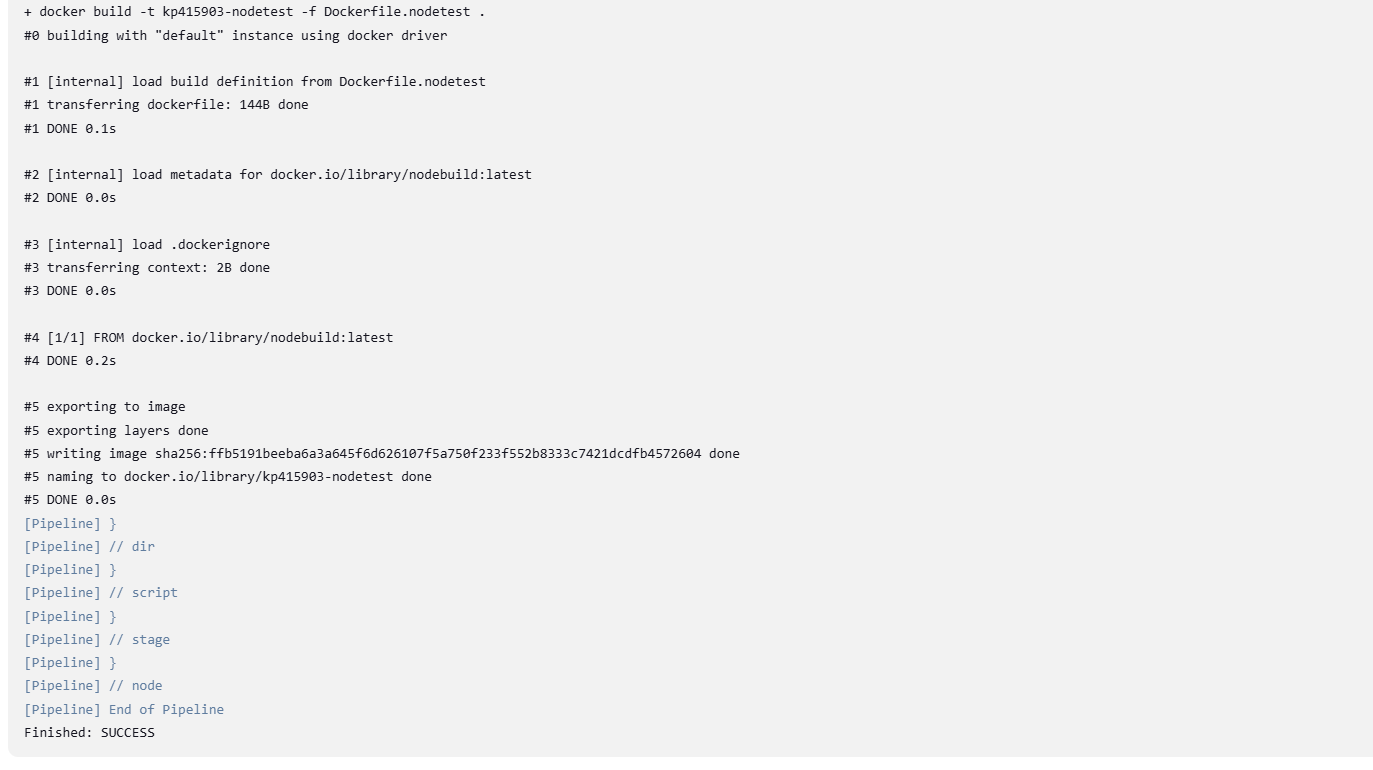 + docker build -t kp415903-nodetest -f Dockerfile.nodetest .
#0 building with "default" instance using docker driver
#1 [internal] load build definition from Dockerfile.nodetest
#1 transferring dockerfile: 144B done
#1 DONE 0.1s
#2 [internal] load metadata for docker.io/library/nodebuild:latest
#2 DONE 0.0s
#3 [internal] load .dockerignore
#3 transferring context: 2B done
#3 DONE 0.0s
#4 [1/1] FROM docker.io/library/nodebuild:latest
#4 DONE 0.2s
#5 exporting to image
#5 exporting layers done
#5 writing image sha256:ffb5191beeba6a3a645f6d626107f5a750f233f552b8333c7421dcdfb4572604 done
#5 naming to docker.io/library/kp415903-nodetest done
#5 DONE 0.0s
[Pipeline] }
[Pipeline] // dir
[Pipeline] }
[Pipeline] // script
[Pipeline] }
[Pipeline] // stage
[Pipeline] }
[Pipeline] // node
[Pipeline] End of Pipeline
Finished: SUCCESS